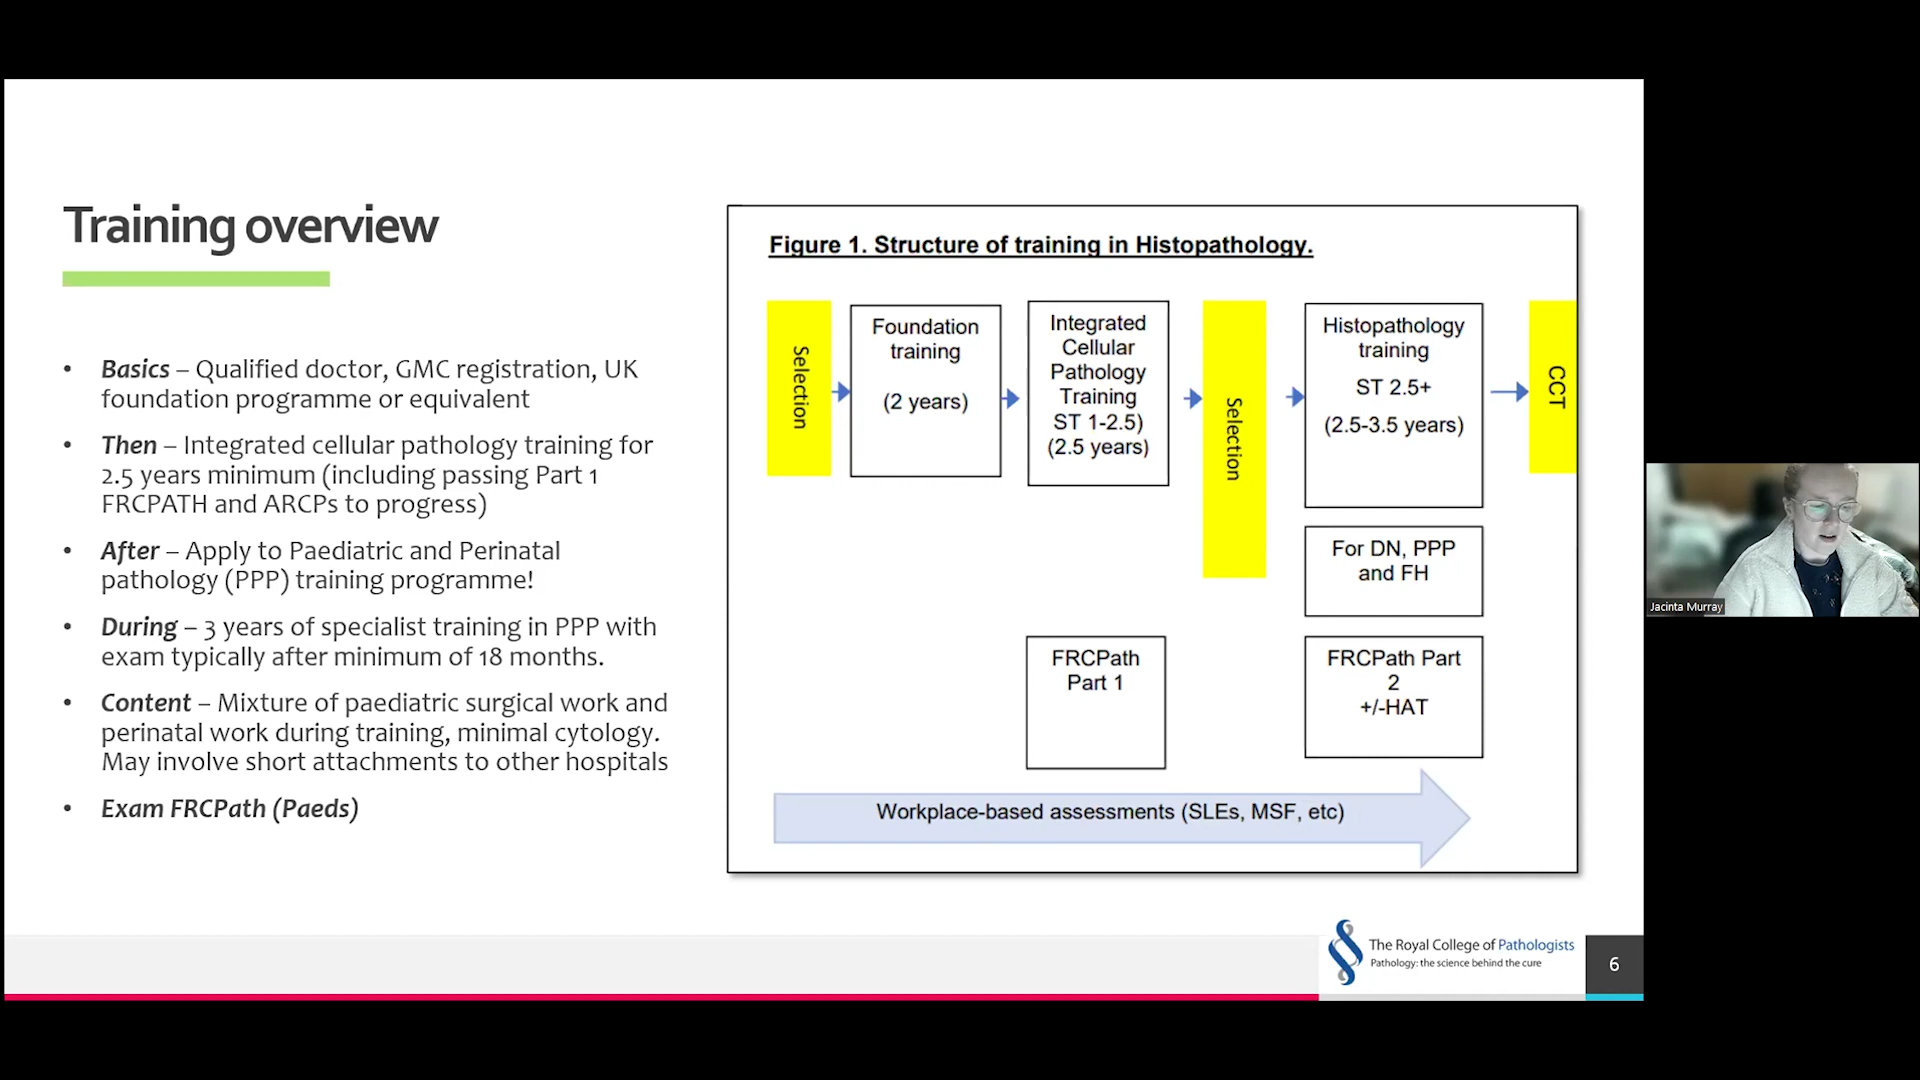 Training overview
• Basics – Qualified doctor, GMC registration, UK
foundation programme or equivalent
• Then – Integrated cellular pathology training for
2.5 years minimum (including passing Part 1
FRCPATH and ARCPs to progress)
• After – Apply to Paediatric and Perinatal
pathology (PPP) training programme!
• During – 3 years of specialist training in PPP with
exam typically after minimum of 18 months.
• Content – Mixture of paediatric surgical work and
perinatal work during training, minimal cytology.
May involve short attachments to other hospitals
• Exam FRCPath (Paeds)
Figure 1. Structure of training in Histopathology.
Selection
Foundation
training
(2 years)
Integrated
Cellular
Pathology
Training
ST 1-2.5)
(2.5 years)
Selection
Histopathology
training
ST 2.5+
(2.5-3.5 years)
CCT
For DN, PPP
and FH
FRCPath
Part 1
FRCPath Part
2
+/-HAT
Workplace-based assessments (SLEs, MSF, etc)
The Royal College of Pathologists
Pathology: the science behind the cure
6
Jacinta Murray